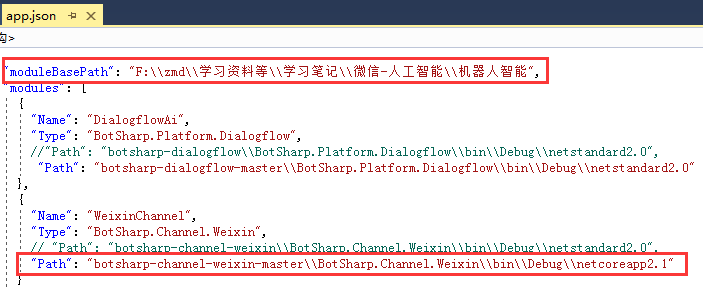 app.json
勾>
"moduleBasePath": "F:\\zmd\\学习资料等\\学习笔记\\微信-人工智能\\机器人智能",
"modules": [
{
"Name": "DialogflowAi",
"Type": "BotSharp.Platform.Dialogflow",
//"Path": "botsharp-dialogflow\\BotSharp.Platform.Dialogflow\\bin\\Debug\\netstandard2.0",
"Path": "botsharp-dialogflow-master\\BotSharp.Platform.Dialogflow\\bin\\Debug\\netstandard2.0"
},
{
"Name": "WeixinChannel",
"Type": "BotSharp.Channel.Weixin",
// "Path": "botsharp-channel-weixin\\BotSharp.Channel.Weixin\\bin\\Debug\\netstandard2.0",
"Path": "botsharp-channel-weixin-master\\BotSharp.Channel.Weixin\\bin\\Debug\\netcoreapp2.1"
}